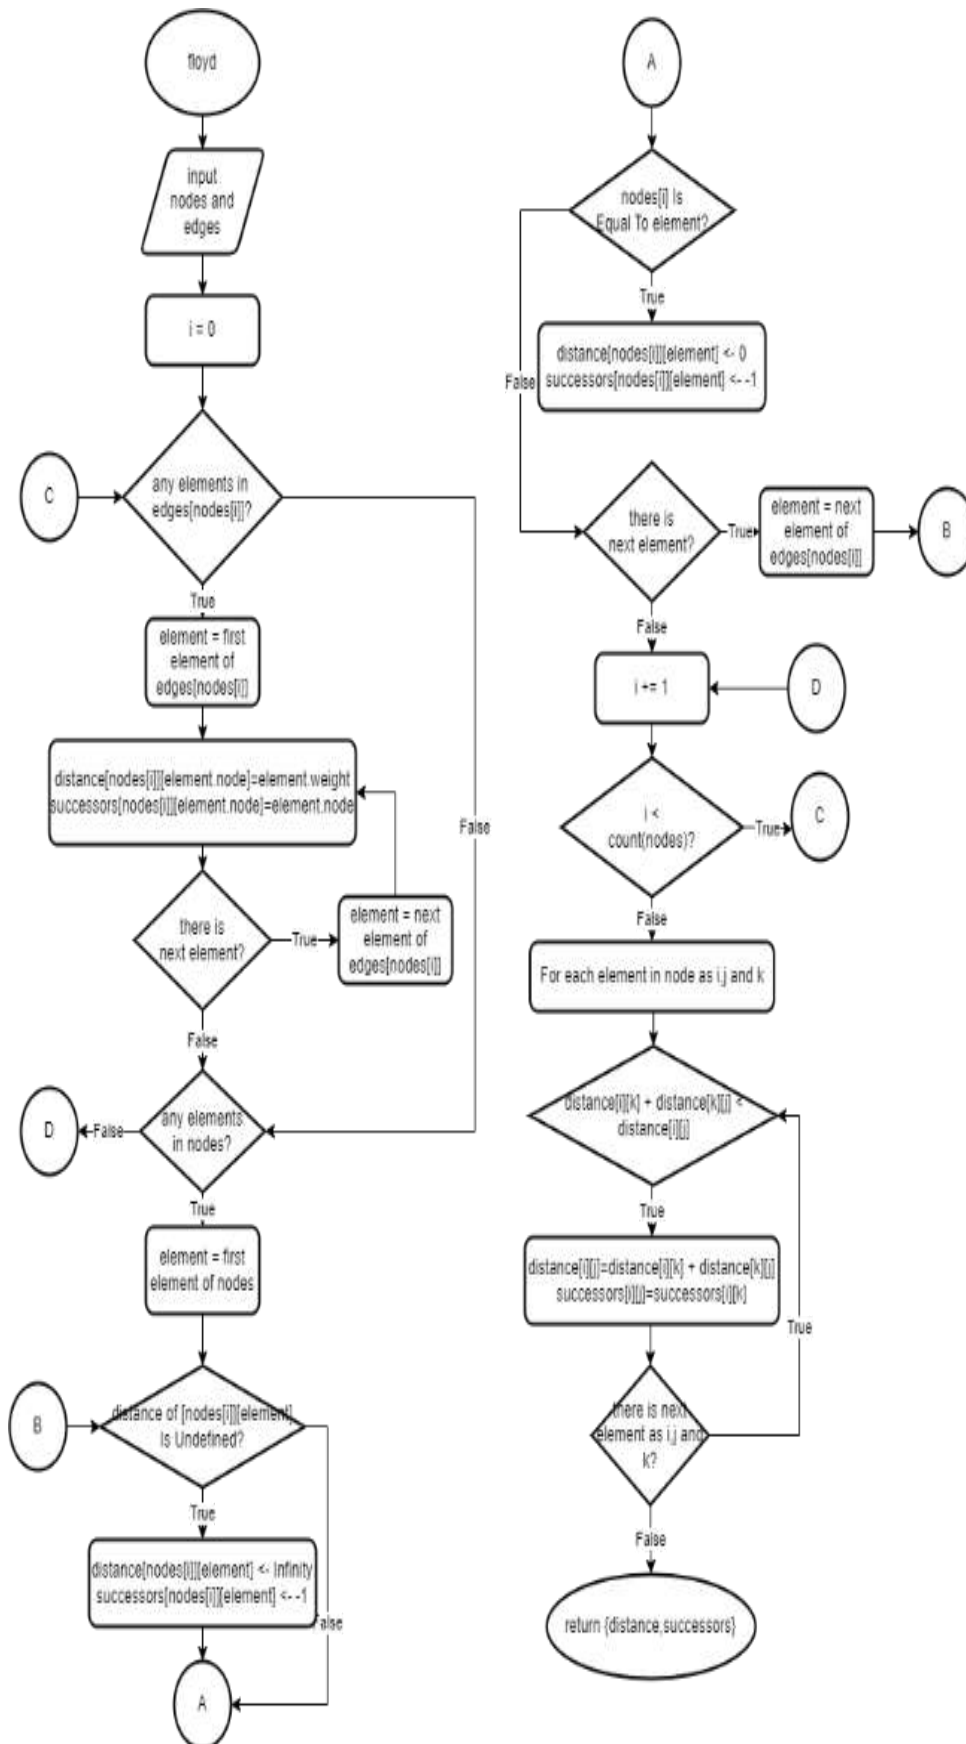 floyd
input
nodes and
edges
i = 0
C
any elements in
edges[nodes[i]]?
True
element = first
element of
edges[nodes[i]]
distance[nodes[i]][element.node]=element.weight
successors[nodes[i]][element.node]=element.node
False
there is
next element?
True
element = next
element of
edges[nodes[i]]
False
D
False
any elements
in nodes?
True
element = first
element of nodes
B
distance of [nodes[i]][element]
Is Undefined?
True
distance[nodes[i]][element] <- Infinity
successors[nodes[i]][element] <- -1
False
A
A
nodes[i] Is
Equal To element?
True
distance[nodes[i]][element] <- 0
successors[nodes[i]][element] <- -1
False
there is
next element?
True
element = next
element of
edges[nodes[i]]
B
False
i += 1
D
i <
count(nodes)?
True
C
False
For each element in node as i,j and k
distance[i][k] + distance[k][j] <
distance[i][j]
True
distance[i][j]=distance[i][k] + distance[k][j]
successors[i][j]=successors[i][k]
True
there is next
element as i,j and
k?
False
return {distance,successors}